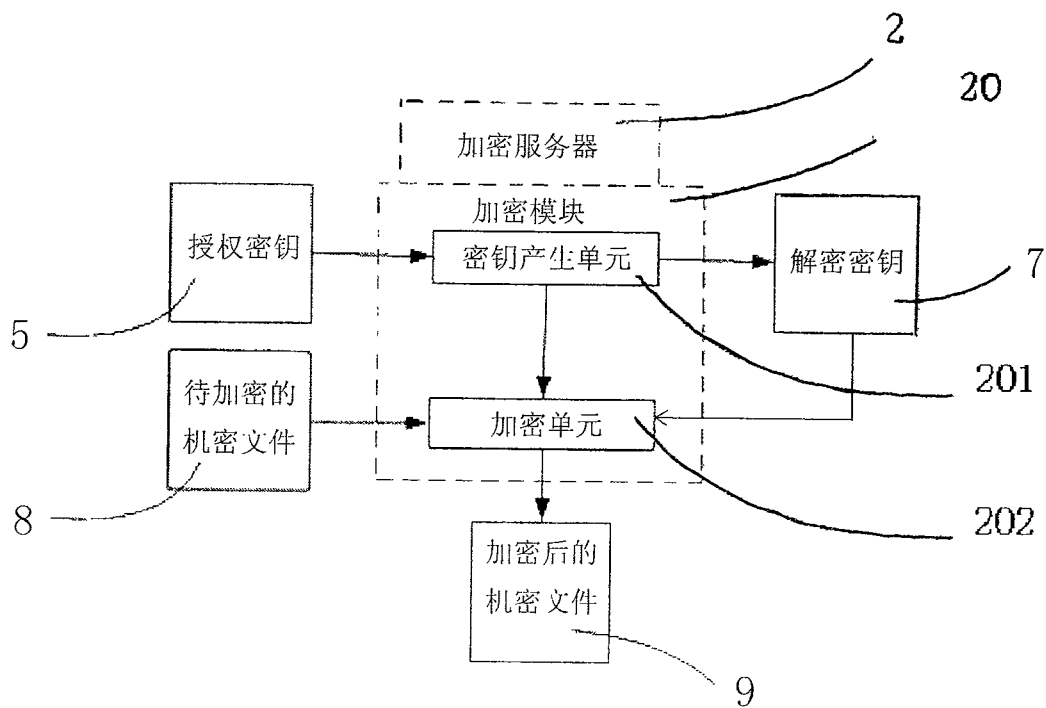 2
20
加密服务器
加密模块
授权密钥
密钥产生单元
解密密钥
7
5
201
待加密的
机密文件
加密单元
8
202
加密后的
机密文件
9